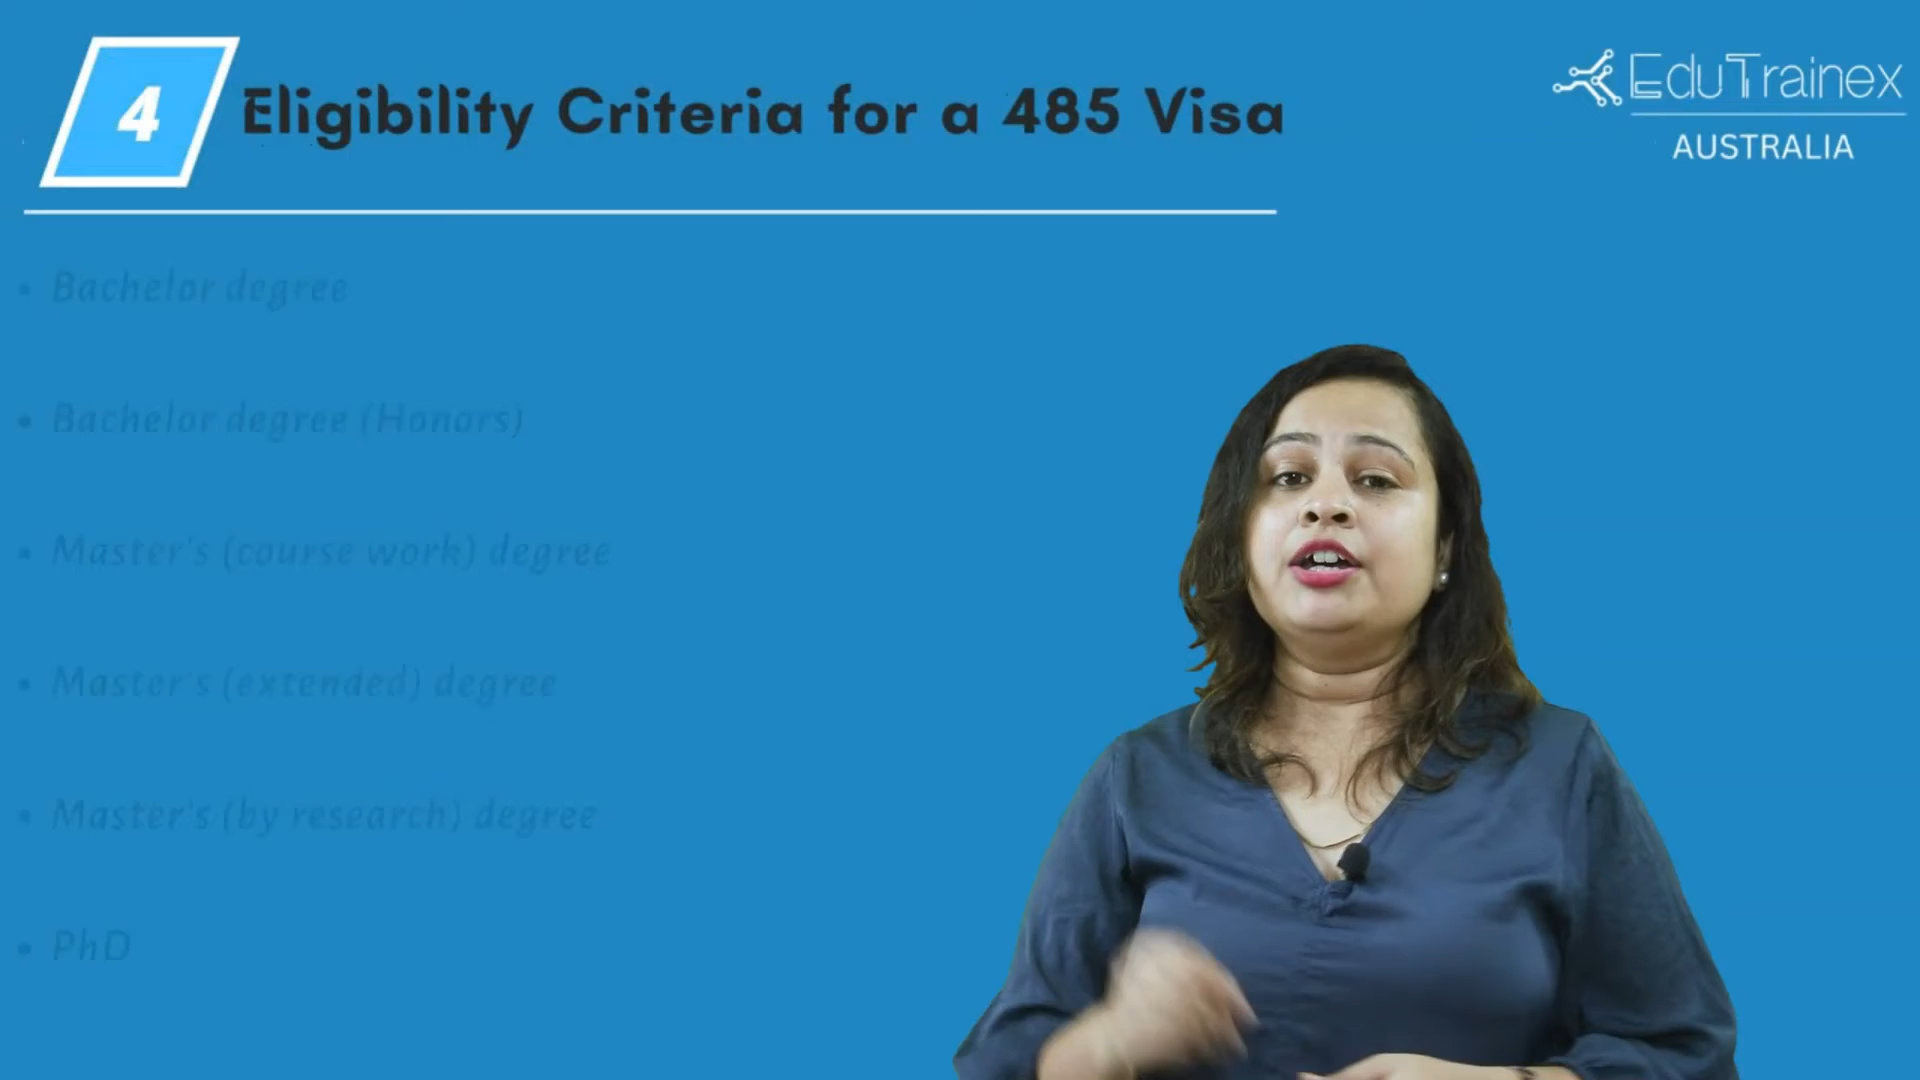 4 Eligibility Criteria for a 485 Visa
EduTrainex
AUSTRALIA
• Bachelor degree
• Bachelor degree (Honors)
• Master's (course work) degree
• Master's (extended) degree
• Master's (by research) degree
• PhD